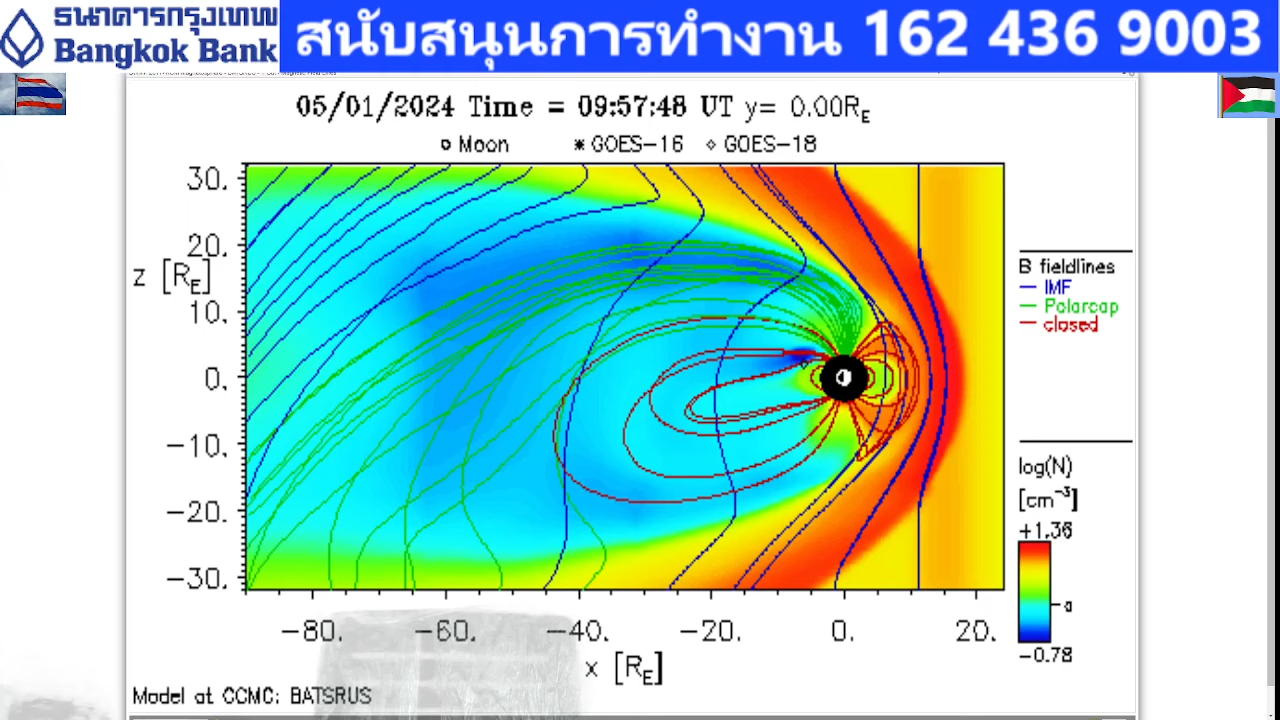 ธนาคารกรุงเทพ
Bangkok Bank
สนับสนุนการทำงาน 162 436 9003
05/01/2024 Time = 09:57:48 UT y= 0.00R_E
Moon GOES-16 GOES-18
30.
20.
z [R_E]
10.
0.
-10.
-20.
-30.
-80. -60. -40. -20. 0. 20.
x [R_E]
B fieldlines
IMF
Polarcap
closed
log(N)
[cm⁻³]
+1.36
0
-0.78
Model at CCMC: BATSRUS